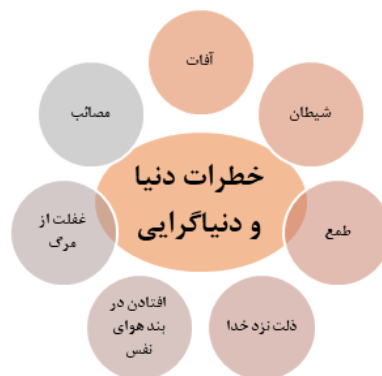 آفات
شیطان
طمع
ذلت نزد خدا
افتادن در
بند هوای
نفس
غفلت از
مرگ
مصائب
خطرات دنیا
و دنیاگرایی